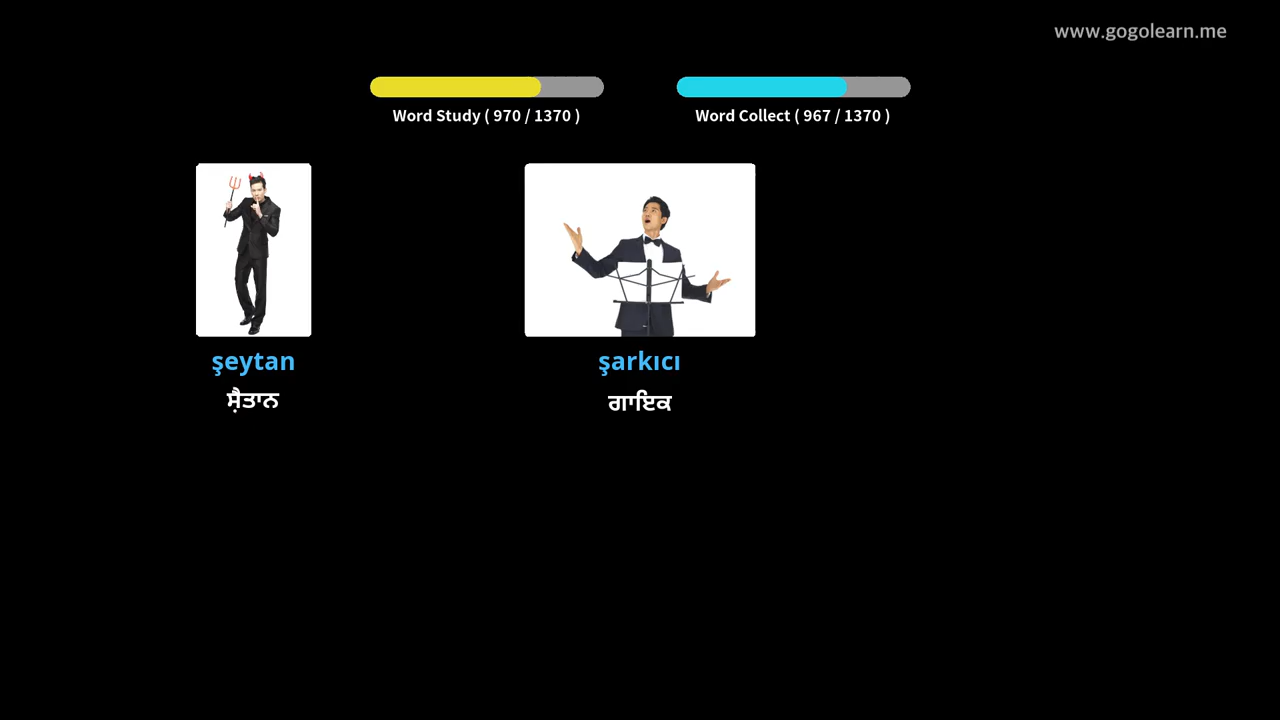 www.gogolearn.me
Word Study ( 970 / 1370 )
Word Collect ( 967 / 1370 )
şeytan
şarkıcı
ਸ਼ੈਤਾਨ
ਗਾਇਕ